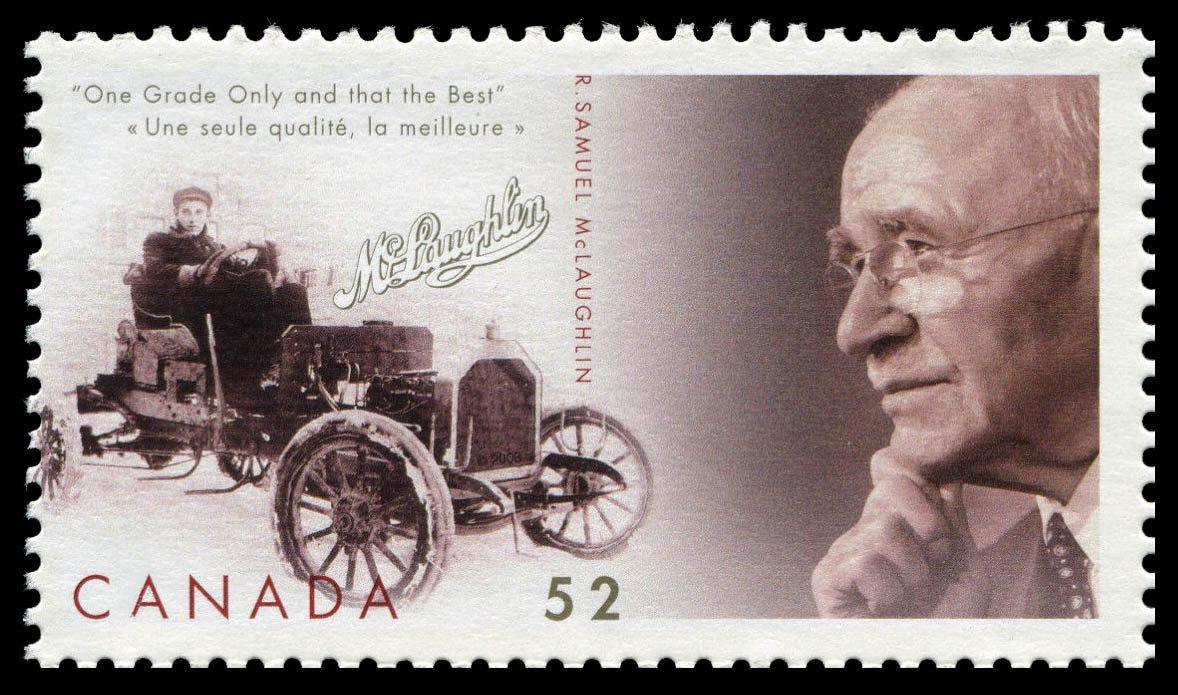 "One Grade Only and that the Best"
« Une seule qualité, la meilleure »
McLaughlin
R. SAMUEL McLAUGHLIN
CANADA
52